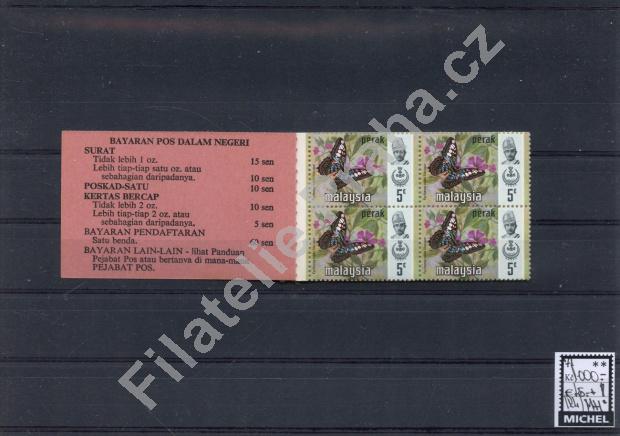 BAYARAN POS DALAM NEGERI
SURAT
Tidak lebih 1 oz. 15 sen
Lebih tiap-tiap satu oz. atau
sebahagian daripadanya. 10 sen
POSKAD-SATU 10 sen
KERTAS BERCAP
Tidak lebih 2 oz. 10 sen
Lebih tiap-tiap 2 oz. atau
sebahagian daripadanya. 5 sen
BAYARAN PENDAFTARAN
Satu benda. 60 sen
BAYARAN LAIN-LAIN - lihat Panduan
Pejabat Pos atau bertanya di mana-mana
PEJABAT POS.
perak
malaysia
5c
perak
malaysia
5c
perak
malaysia
5c
perak
malaysia
5c
Filatelie-praha.cz
**
MICHEL